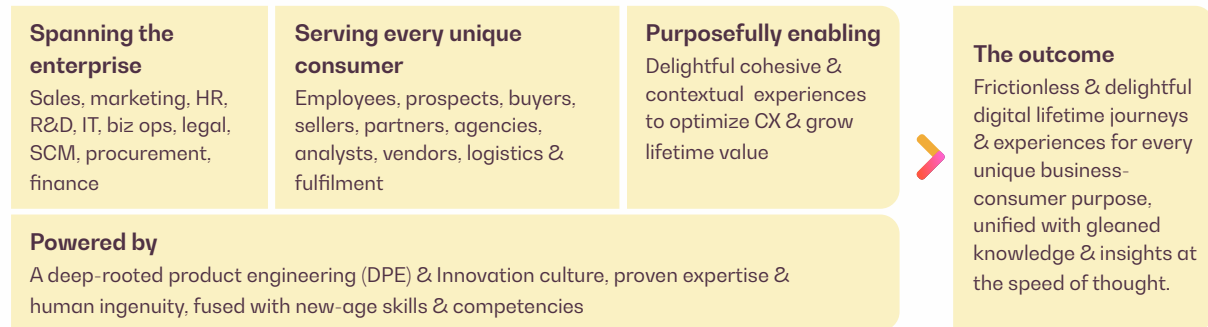 Spanning the
enterprise
Sales, marketing, HR,
R&D, IT, biz ops, legal,
SCM, procurement,
finance
Serving every unique
consumer
Employees, prospects, buyers,
sellers, partners, agencies,
analysts, vendors, logistics &
fulfilment
Purposefully enabling
Delightful cohesive &
contextual experiences
to optimize CX & grow
lifetime value
Powered by
A deep-rooted product engineering (DPE) & Innovation culture, proven expertise &
human ingenuity, fused with new-age skills & competencies
The outcome
Frictionless & delightful
digital lifetime journeys
& experiences for every
unique business-
consumer purpose,
unified with gleaned
knowledge & insights at
the speed of thought.